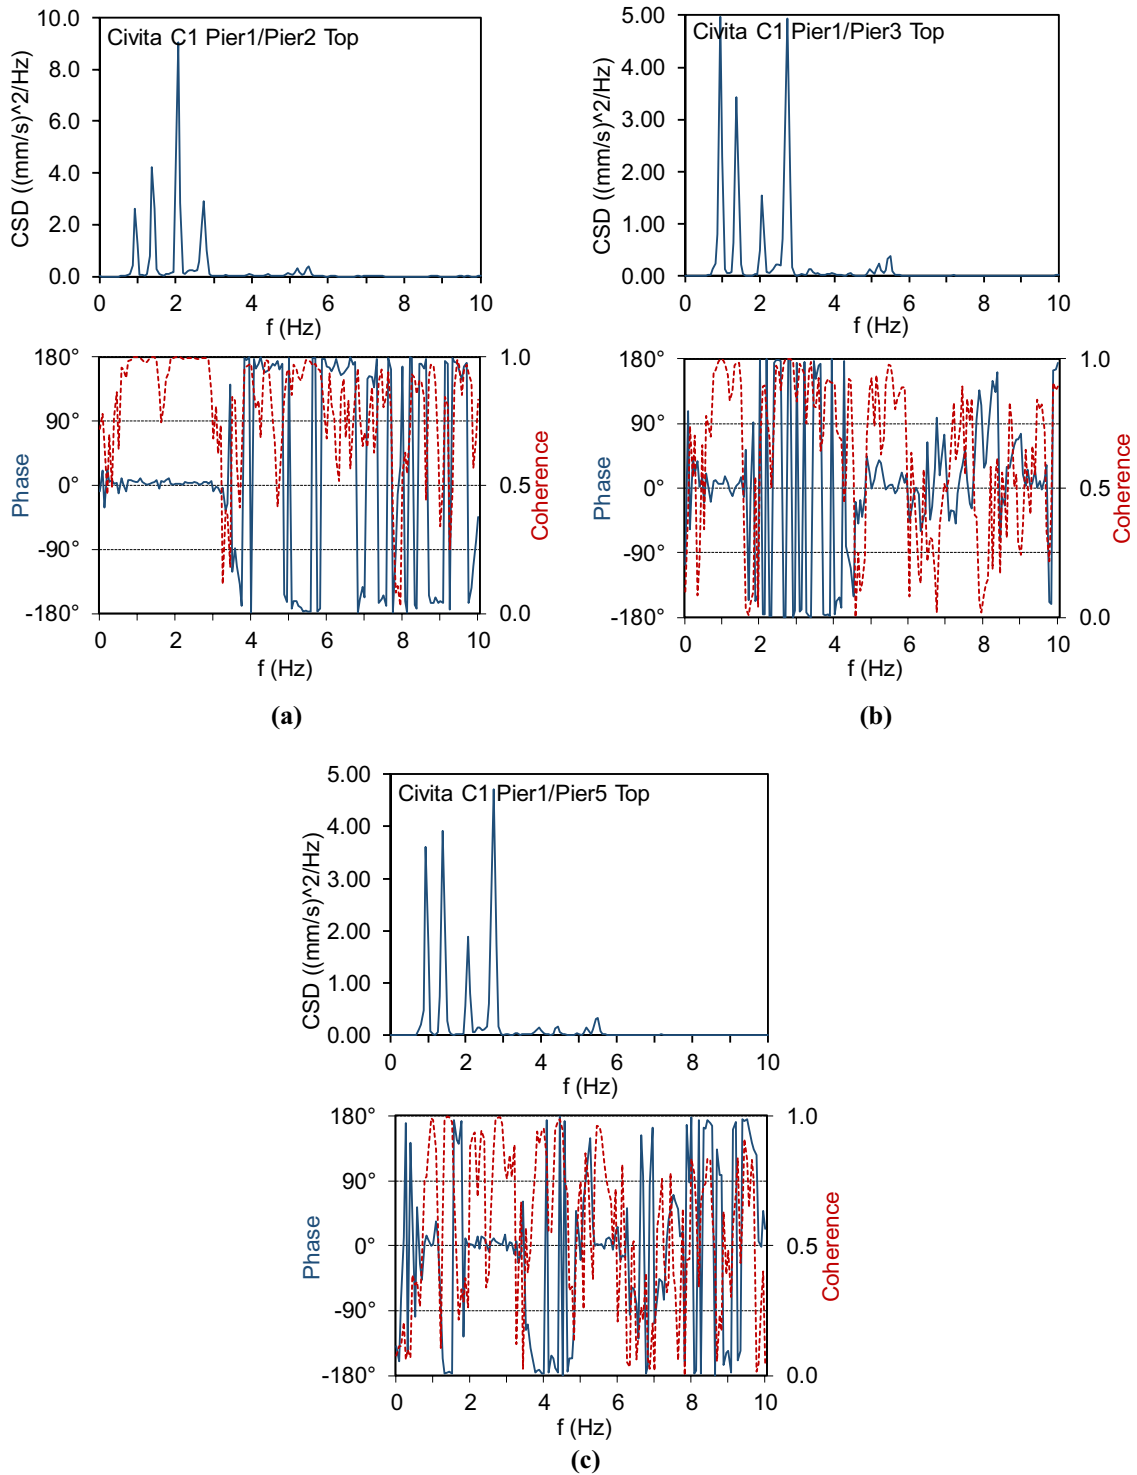 Civita C1 Pier1/Pier2 Top
CSD ((mm/s)^2/Hz)
10.0
8.0
6.0
4.0
2.0
0.0
0 2 4 6 8 10
f (Hz)
180°
90°
0°
-90°
-180°
Phase
1.0
0.5
0.0
Coherence
0 2 4 6 8 10
f (Hz)
(a)
Civita C1 Pier1/Pier3 Top
CSD ((mm/s)^2/Hz)
5.00
4.00
3.00
2.00
1.00
0.00
0 2 4 6 8 10
f (Hz)
180°
90°
0°
-90°
-180°
Phase
1.0
0.5
0.0
Coherence
0 2 4 6 8 10
f (Hz)
(b)
Civita C1 Pier1/Pier5 Top
CSD ((mm/s)^2/Hz)
5.00
4.00
3.00
2.00
1.00
0.00
0 2 4 6 8 10
f (Hz)
180°
90°
0°
-90°
-180°
Phase
1.0
0.5
0.0
Coherence
0 2 4 6 8 10
f (Hz)
(c)